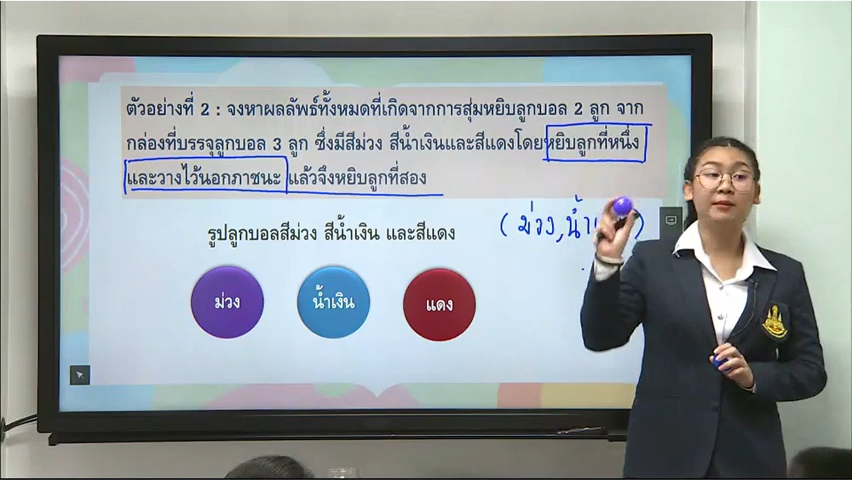 ตัวอย่างที่ 2 : จงหาผลลัพธ์ทั้งหมดที่เกิดจากการสุ่มหยิบลูกบอล 2 ลูก จาก
กล่องที่บรรจุลูกบอล 3 ลูก ซึ่งมีสีม่วง สีน้ำเงินและสีแดงโดยหยิบลูกที่หนึ่ง
และวางไว้นอกภาชนะ แล้วจึงหยิบลูกที่สอง
รูปลูกบอลสีม่วง สีน้ำเงิน และสีแดง
(ม่วง,
ม่วง น้ำเงิน แดง